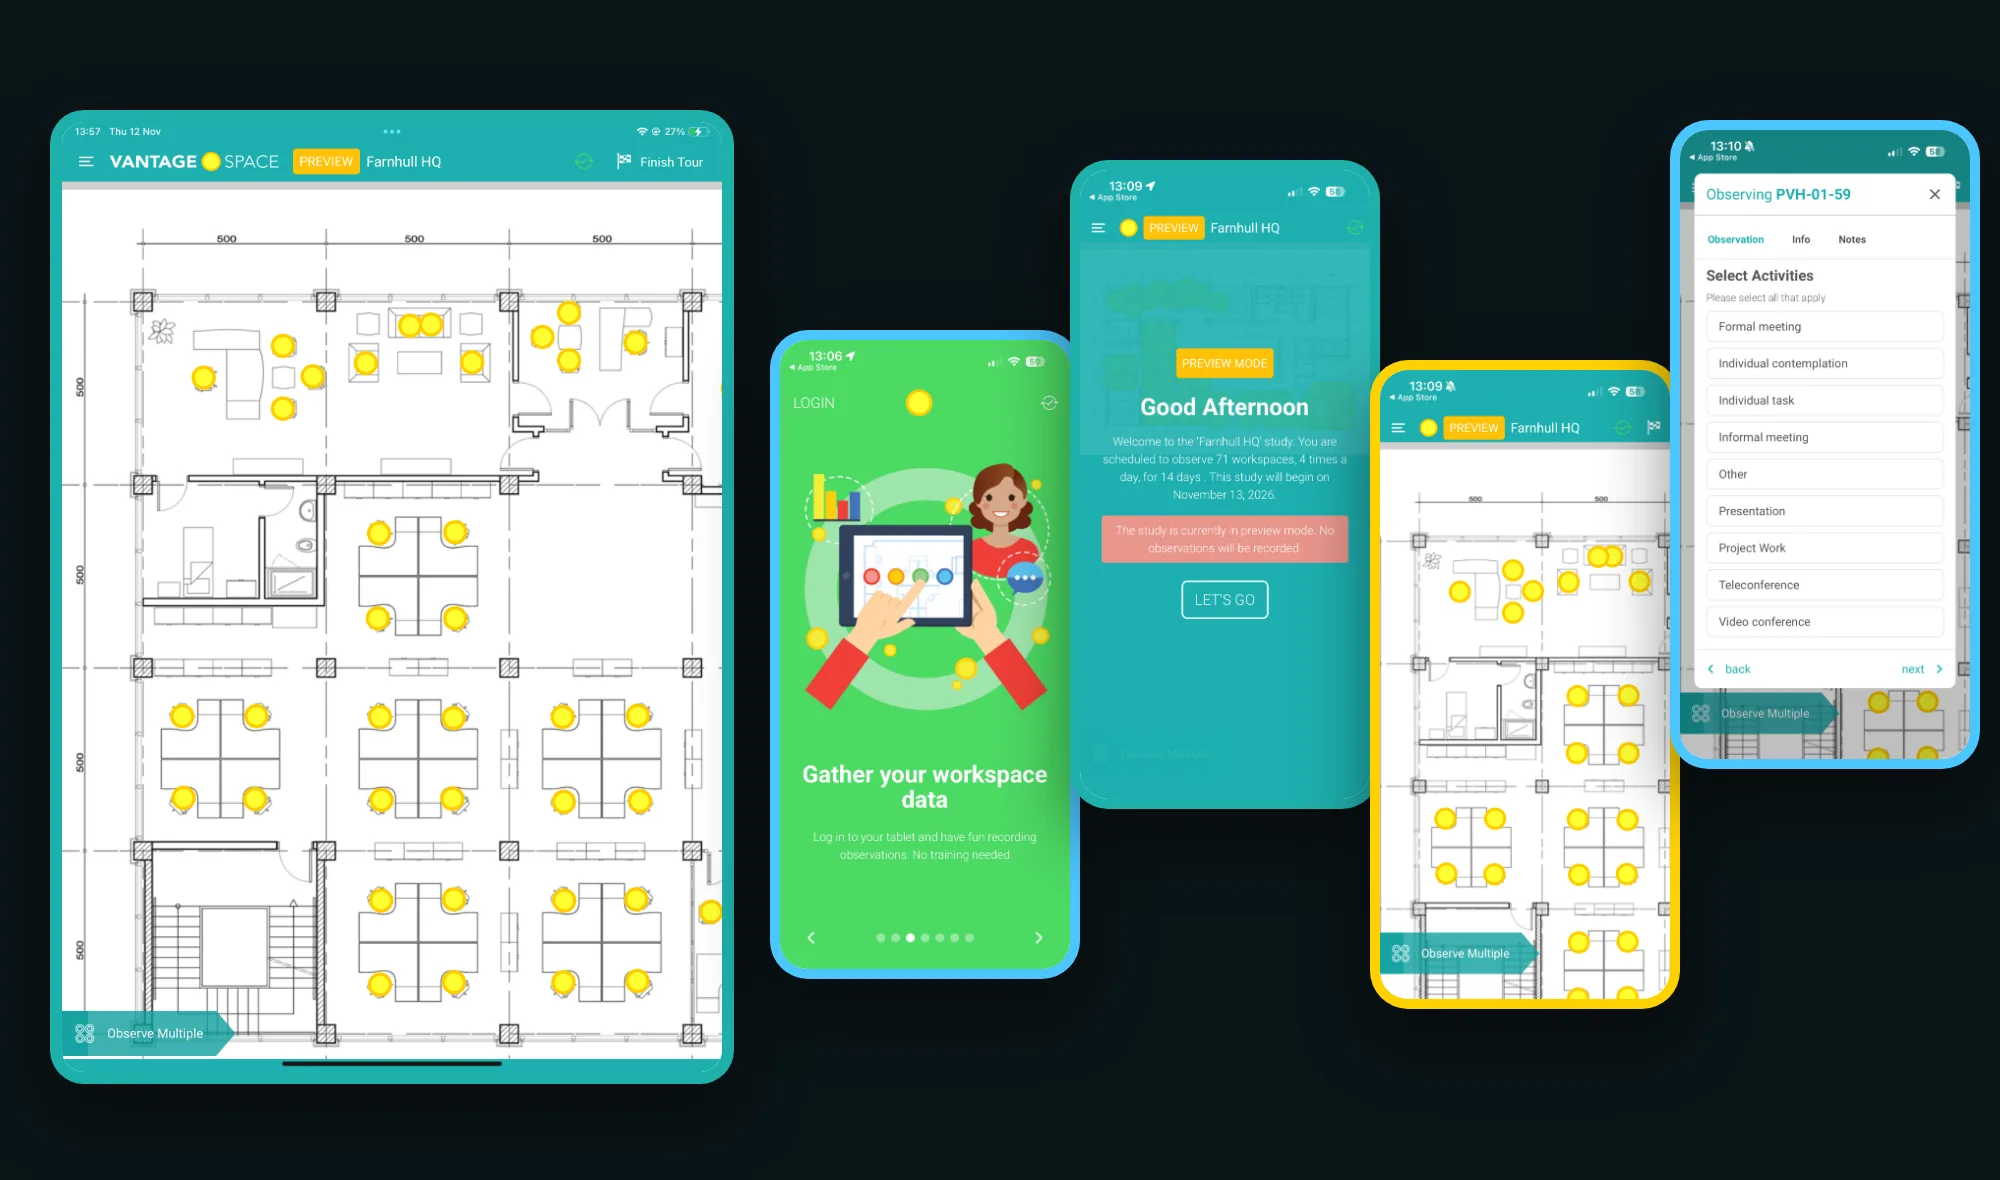 13:57 Thu 12 Nov
27%
VANTAGE SPACE PREVIEW Farnhull HQ Finish Tour
500 500 500
500
500
500
500
Observe Multiple
13:06
App Store
59
LOGIN
Gather your workspace
data
Log in to your tablet and have fun recording
observations. No training needed
13:09
App Store
58
PREVIEW Farnhull HQ
PREVIEW MODE
Good Afternoon
Welcome to the 'Farnhull HQ' study. You are
scheduled to observe 71 workspaces, 4 times a
day, for 14 days . This study will begin on
November 13, 2026.
The study is currently in preview mode. No
observations will be recorded
LET'S GO
Observe Multiple
13:09
App Store
58
PREVIEW Farnhull HQ
500 500
Observe Multiple
13:10
App Store
58
Observing PVH-01-59
Observation Info Notes
Select Activities
Please select all that apply
Formal meeting
Individual contemplation
Individual task
Informal meeting
Other
Presentation
Project Work
Teleconference
Video conference
back next
Observe Multiple